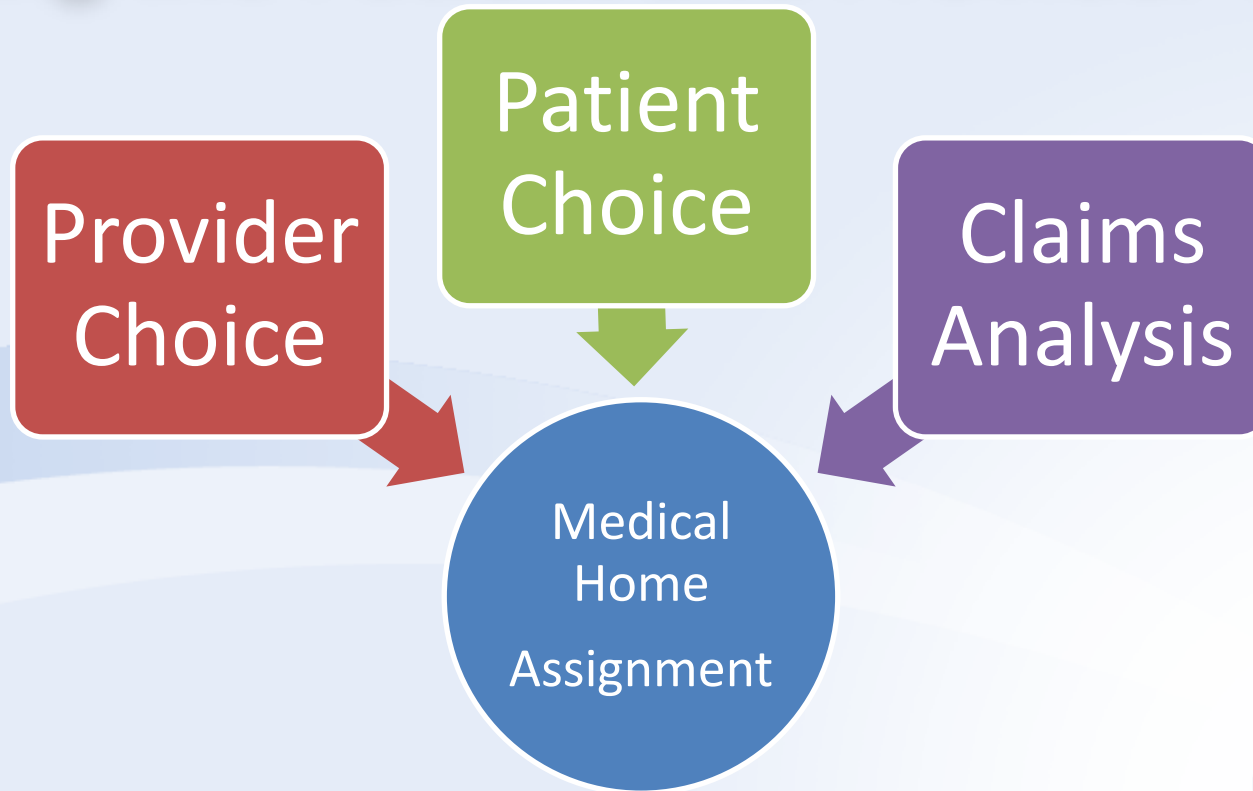 Patient
Choice
Provider
Choice
Claims
Analysis
Medical
Home
Assignment